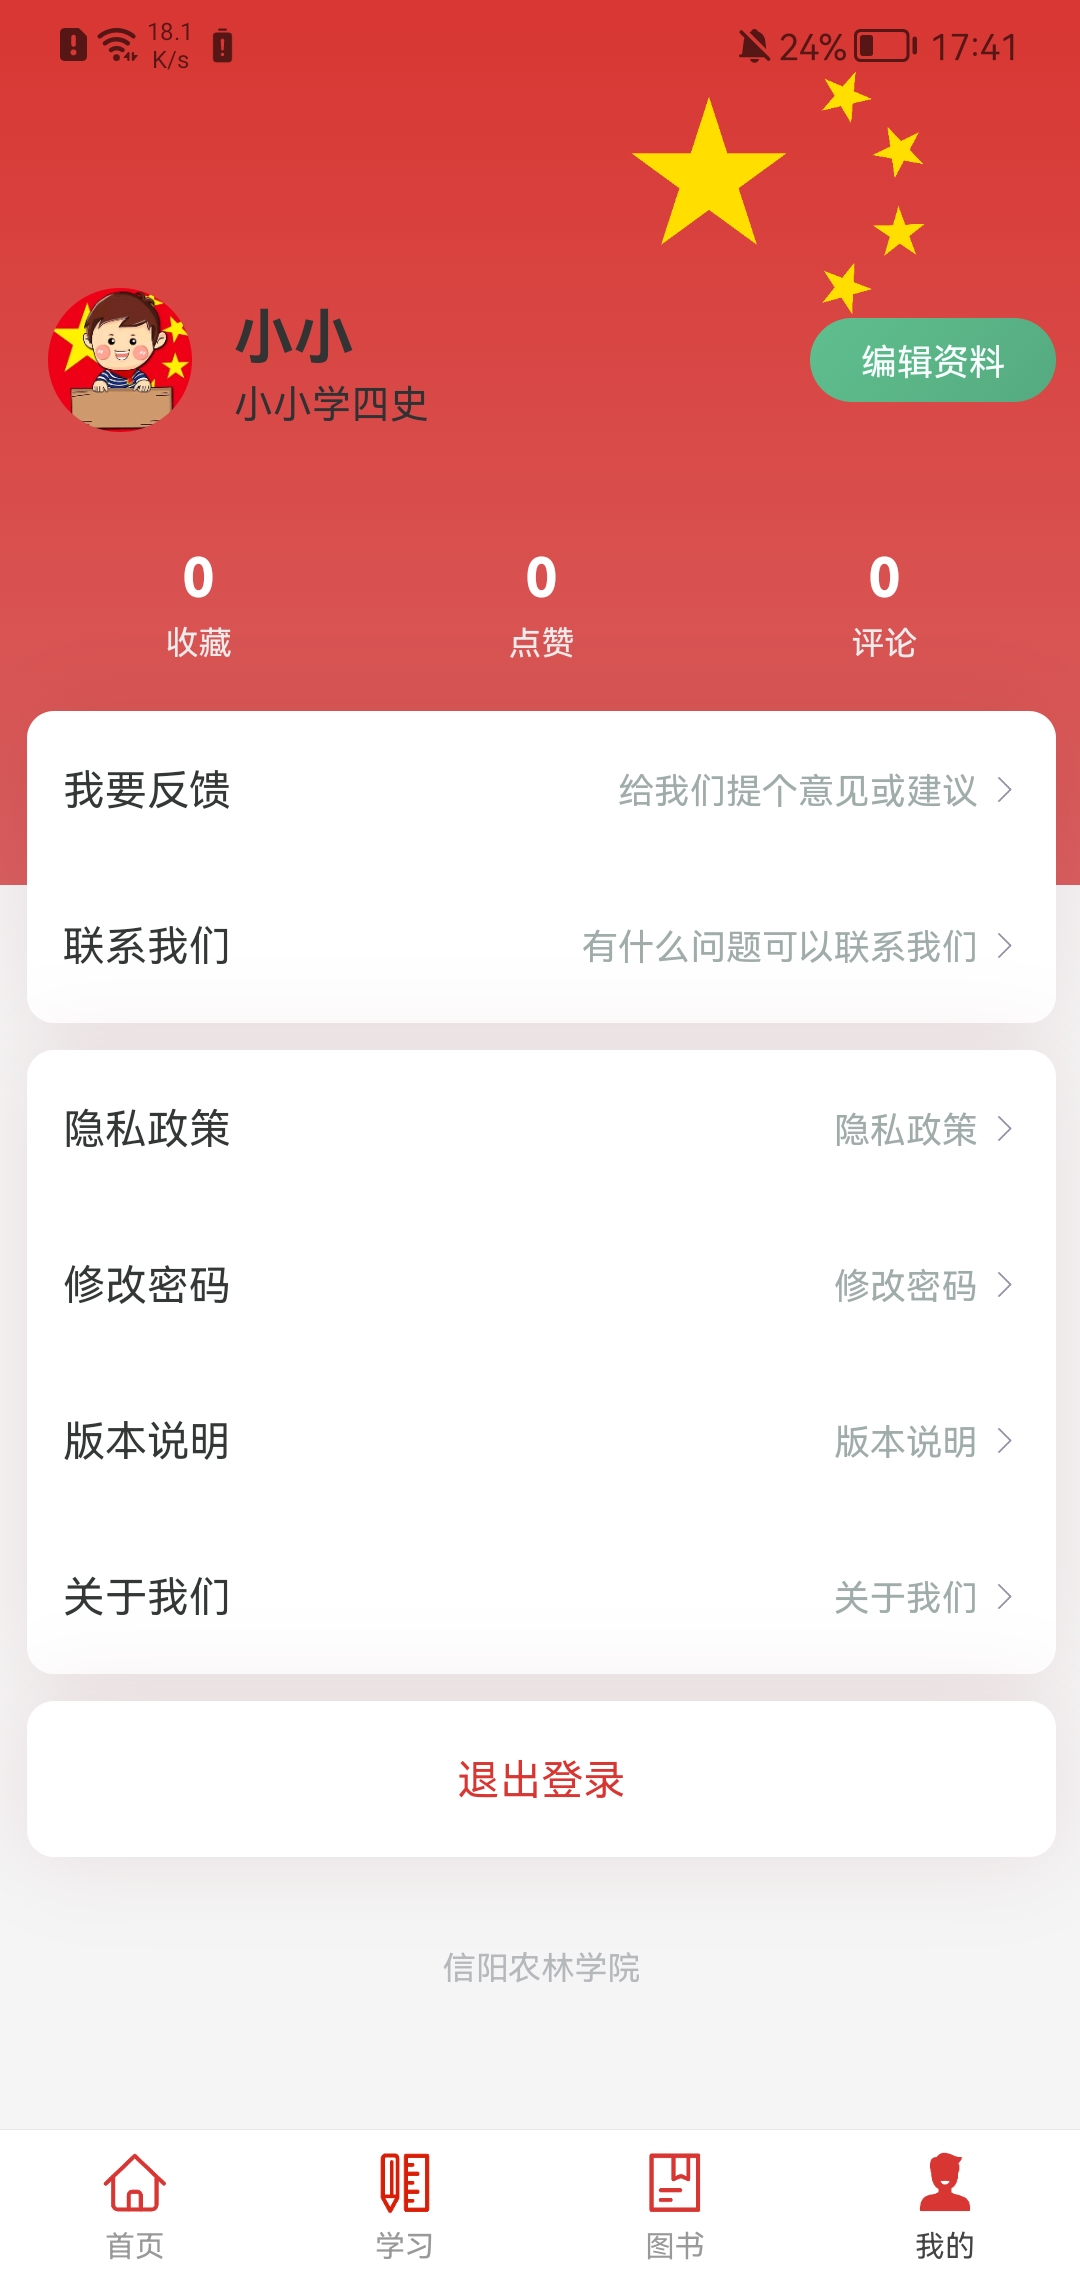 18.1
K/s
24%
17:41
小小
小小学四史
编辑资料
0
0
0
收藏
点赞
评论
我要反馈
给我们提个意见或建议
联系我们
有什么问题可以联系我们
隐私政策
隐私政策
修改密码
修改密码
版本说明
版本说明
关于我们
关于我们
退出登录
信阳农林学院
首页
学习
图书
我的